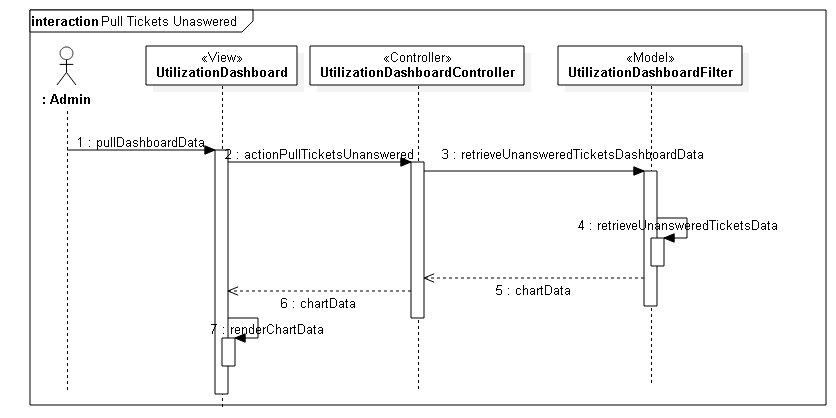 interaction Pull Tickets Unaswered
«View»
UtilizationDashboard
«Controller»
UtilizationDashboardController
«Model»
UtilizationDashboardFilter
: Admin
1 : pullDashboardData
2 : actionPullTicketsUnanswered
3 : retrieveUnansweredTicketsDashboardData
4 : retrieveUnansweredTicketsData
5 : chartData
6 : chartData
7 : renderChartData